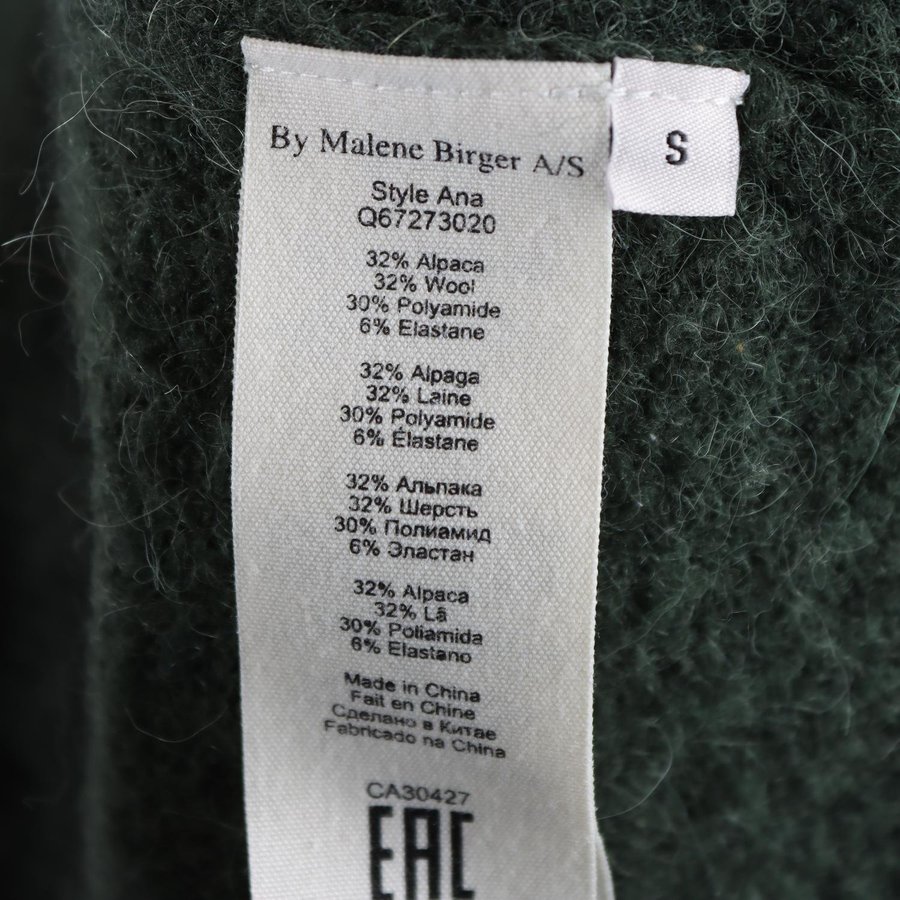 By Malene Birger A/S
S
Style Ana
Q67273020
32% Alpaca
32% Wool
30% Polyamide
6% Elastane
32% Alpaga
32% Laine
30% Polyamide
6% Élastane
32% Альпака
32% Шерсть
30% Полиамид
6% Эластан
32% Alpaca
32% Lã
30% Poliamida
6% Elastano
Made in China
Fait en Chine
Сделано в Китае
Fabricado na China
CA30427
EAC